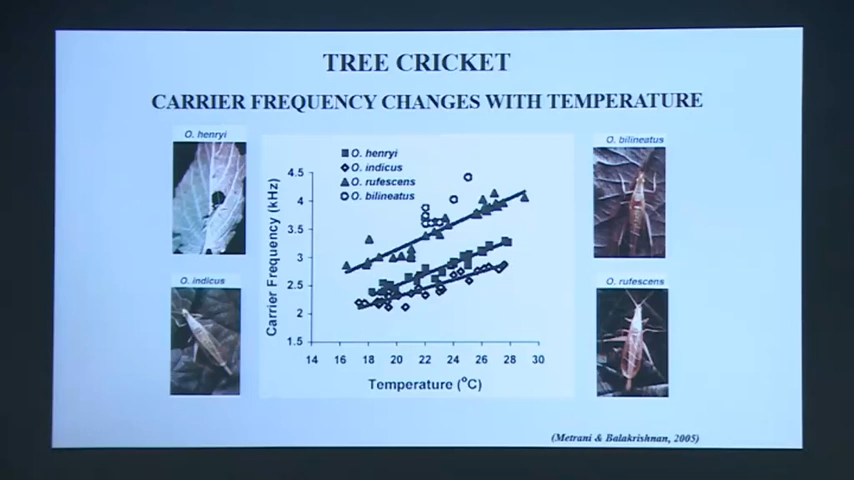 TREE CRICKET
CARRIER FREQUENCY CHANGES WITH TEMPERATURE
O. henryi
O. bilineatus
O. indicus
O. rufescens
O. henryi
O. indicus
O. rufescens
O. bilineatus
Carrier Frequency (kHz)
4.5
4
3.5
3
2.5
2
1.5
14 16 18 20 22 24 26 28 30
Temperature (°C)
(Metrani & Balakrishnan, 2005)